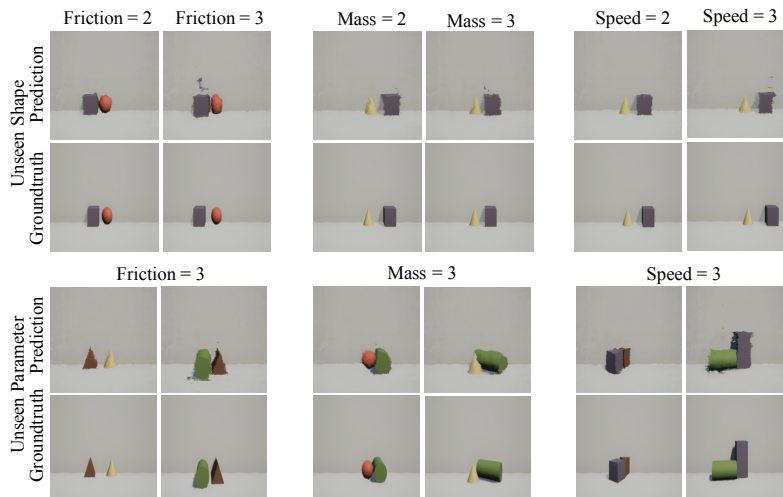 Friction = 2 Friction = 3 Mass = 2 Mass = 3 Speed = 2 Speed = 3
Unseen Shape
Prediction
Groundtruth
Friction = 3 Mass = 3 Speed = 3
Unseen Parameter
Prediction
Groundtruth